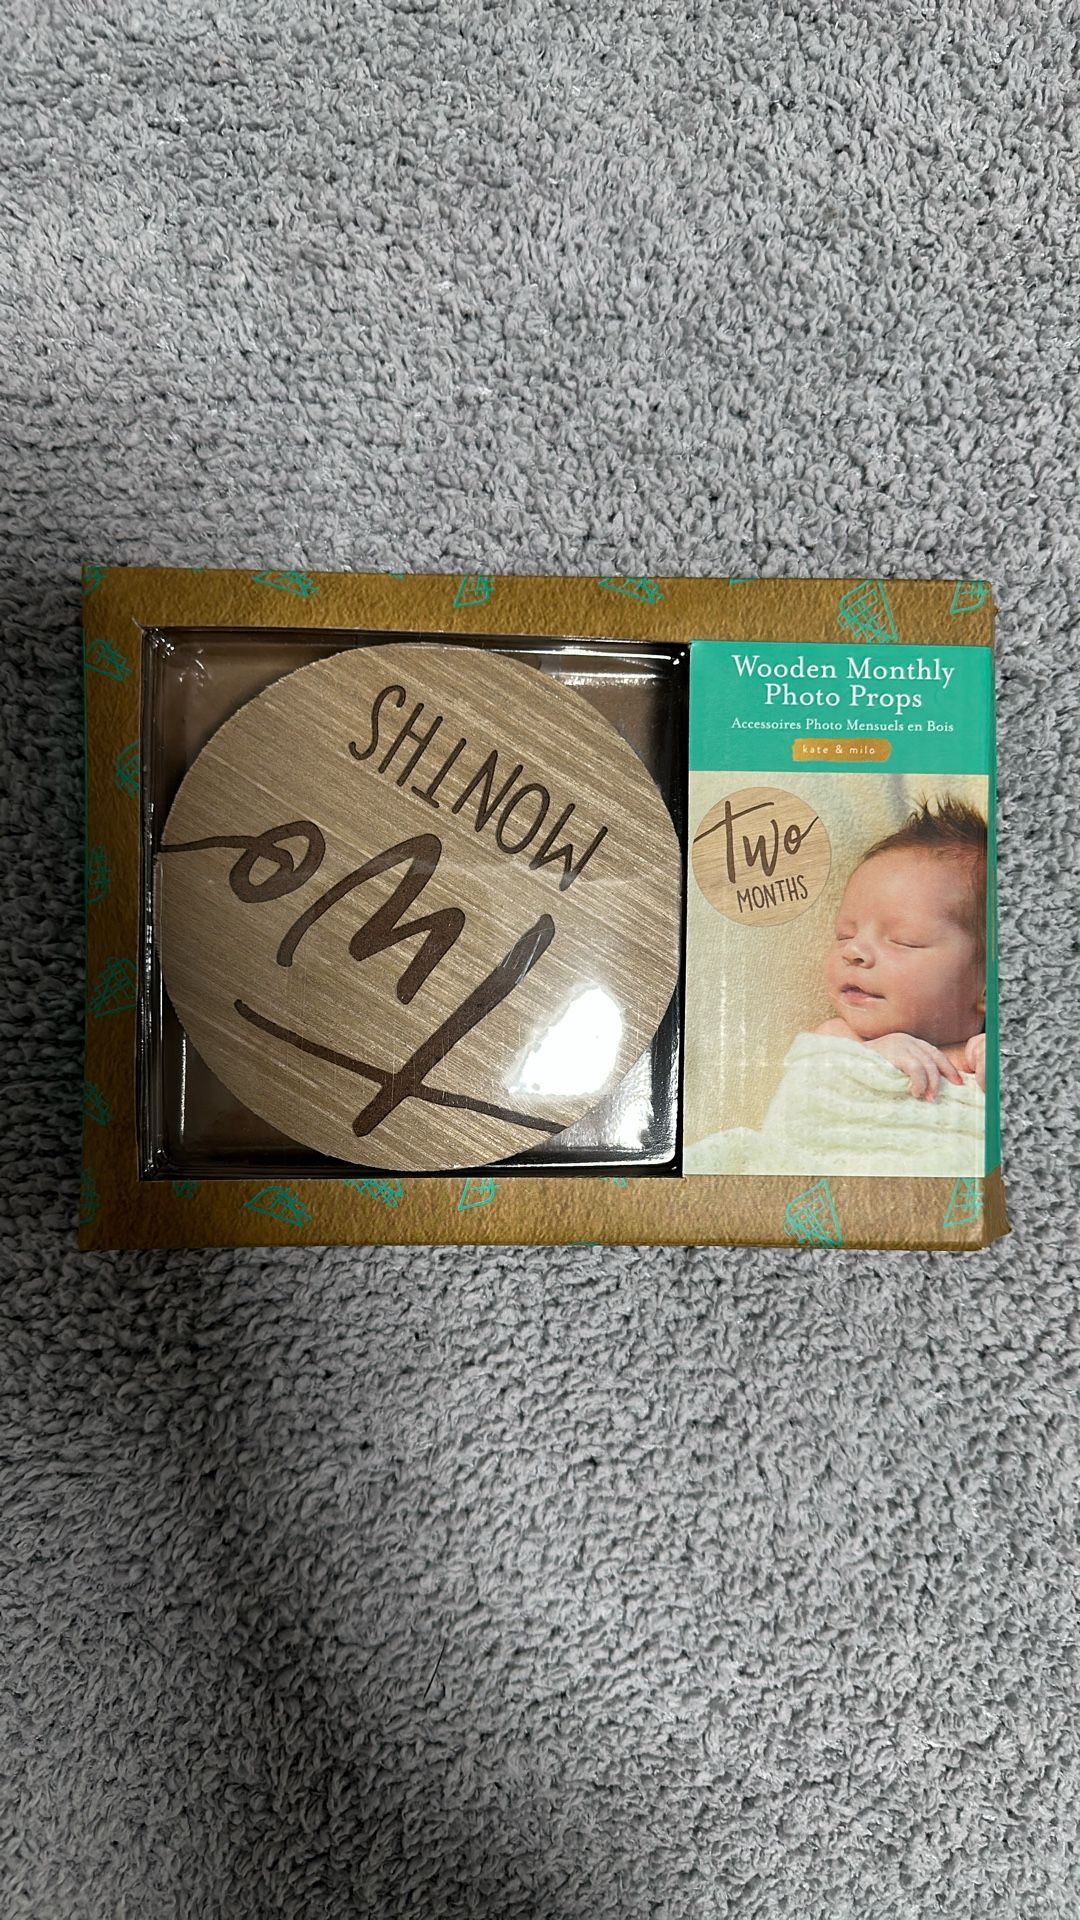 two
MONTHS
Wooden Monthly
Photo Props
Accessoires Photo Mensuels en Bois
kate & milo
two
MONTHS